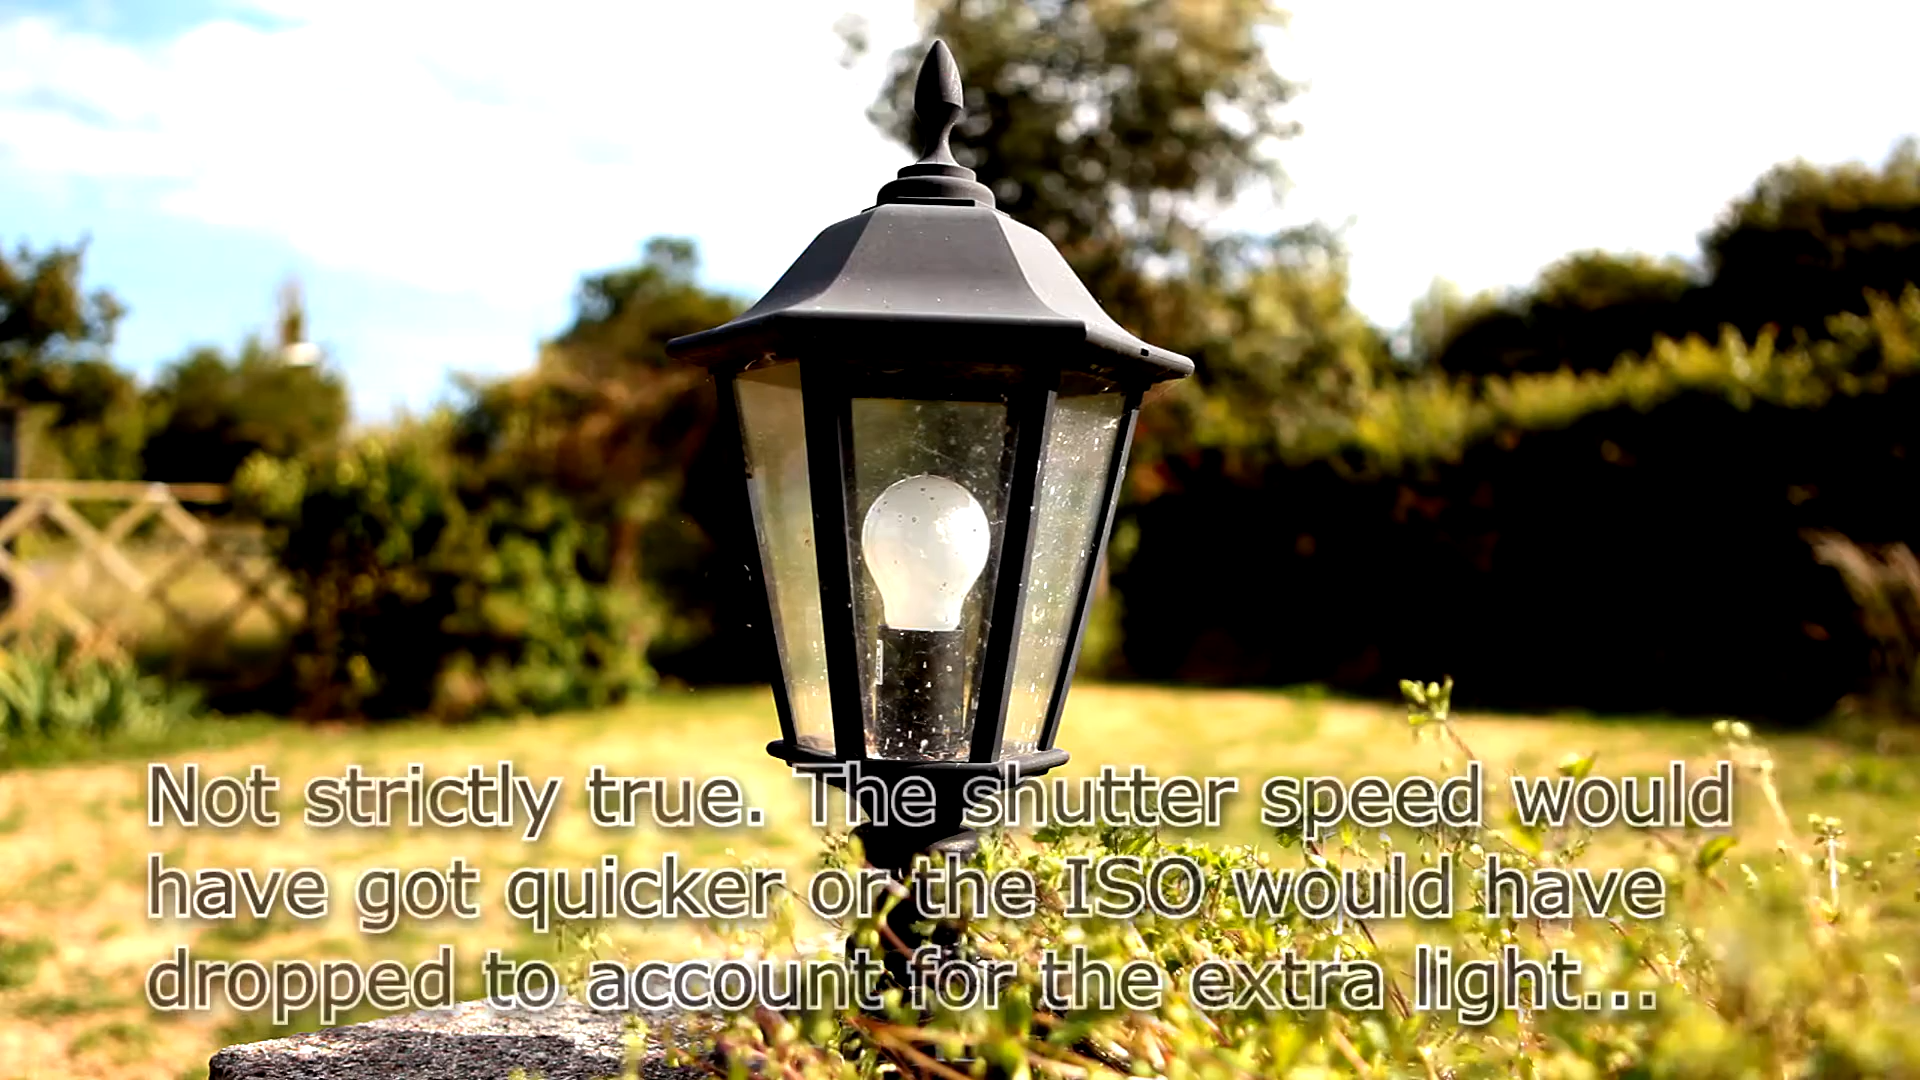 Not strictly true. The shutter speed would
have got quicker or the ISO would have
dropped to account for the extra light...